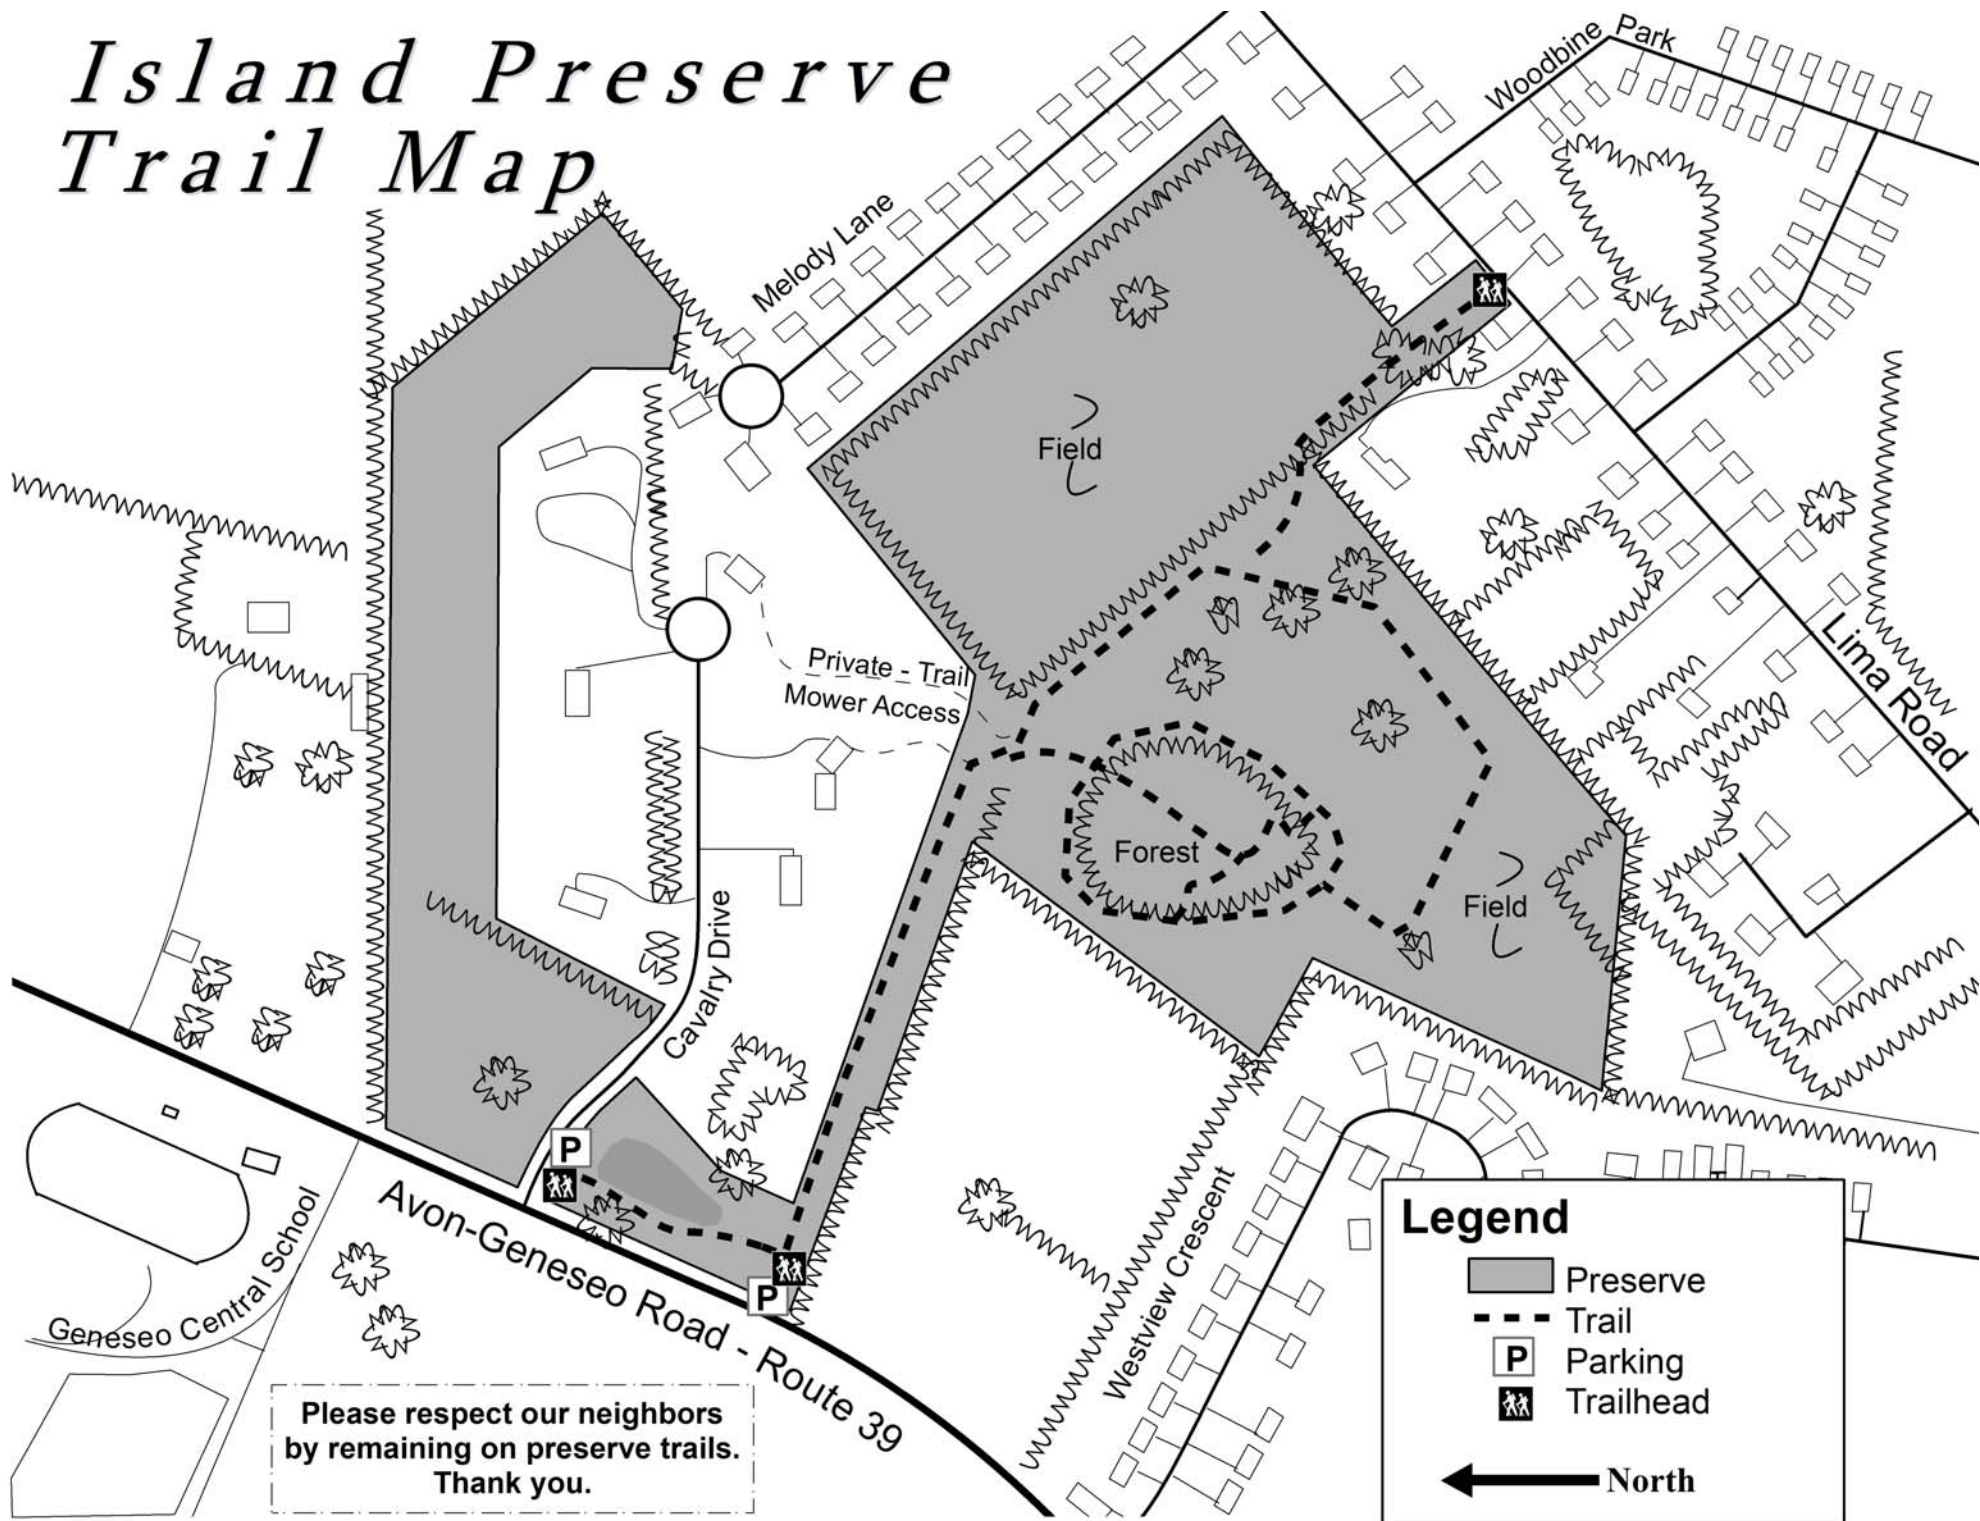 Island Preserve
Trail Map
Woodbine Park
Melody Lane
Field
Private - Trail
Mower Access
Lima Road
Forest
Field
Cavalry Drive
P
Avon-Geneseo Road - Route 39
P
Geneseo Central School
Westview Crescent
Please respect our neighbors
by remaining on preserve trails.
Thank you.
Legend
Preserve
Trail
P Parking
Trailhead
North